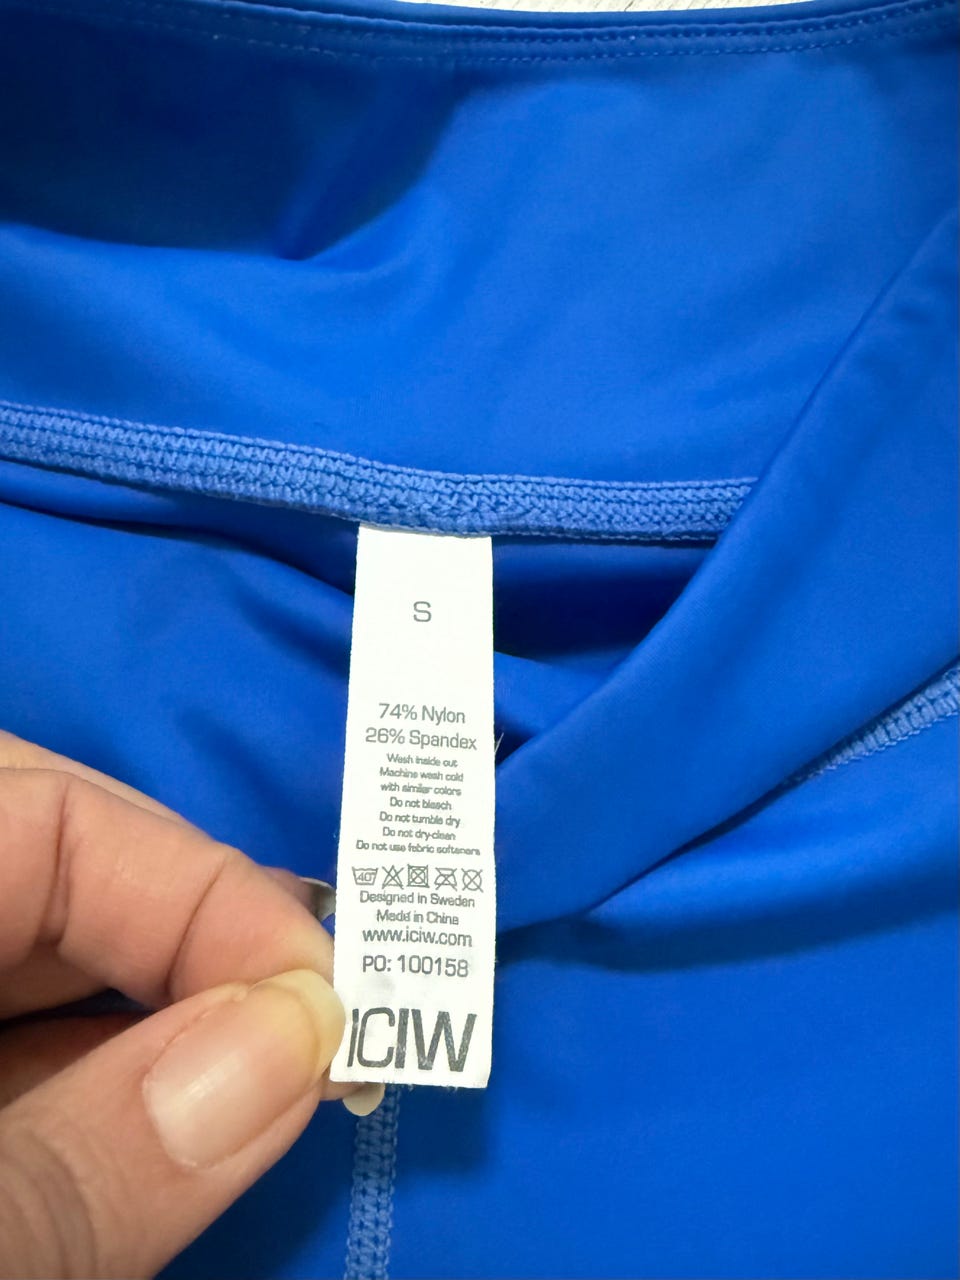 S
74% Nylon
26% Spandex
Wash inside out
Machine wash cold
with similar colors
Do not bleach
Do not tumble dry
Do not dry-clean
Do not use fabric softeners
40°
Designed in Sweden
Made in China
www.iciw.com
PO: 100158
ICIW